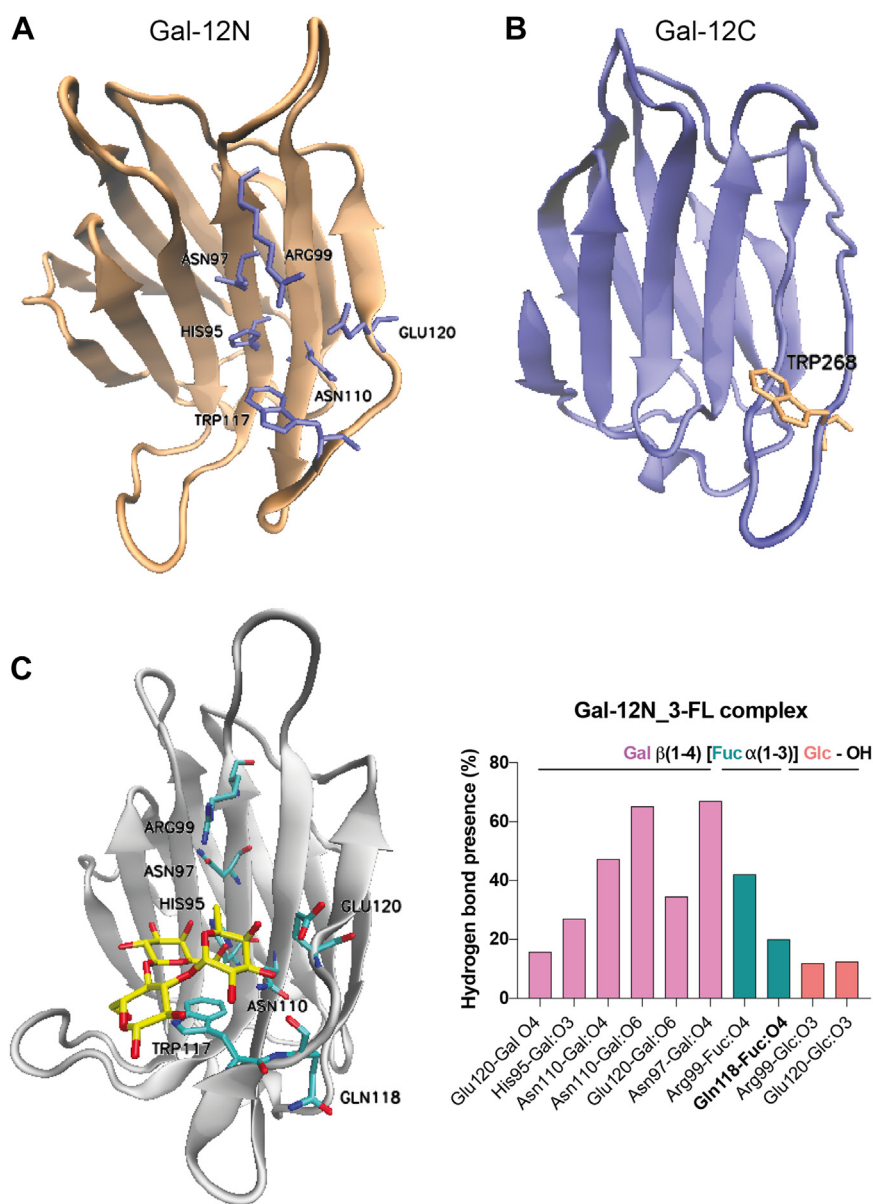 A
Gal-12N
ASN97
ARG99
HIS95
GLU120
ASN110
TRP117
B
Gal-12C
TRP268
C
ARG99
ASN97
HIS95
GLU120
ASN110
TRP117
GLN118
Gal-12N_3-FL complex
Gal β(1-4) [Fuc α(1-3)] Glc - OH
Hydrogen bond presence (%)
80
60
40
20
0
Glu120-Gal O4
His95-Gal:O3
Asn110-Gal:O4
Asn110-Gal:O6
Glu120-Gal:O6
Asn97-Gal:O4
Arg99-Fuc:O4
Gln118-Fuc:O4
Arg99-Glc:O3
Glu120-Glc:O3